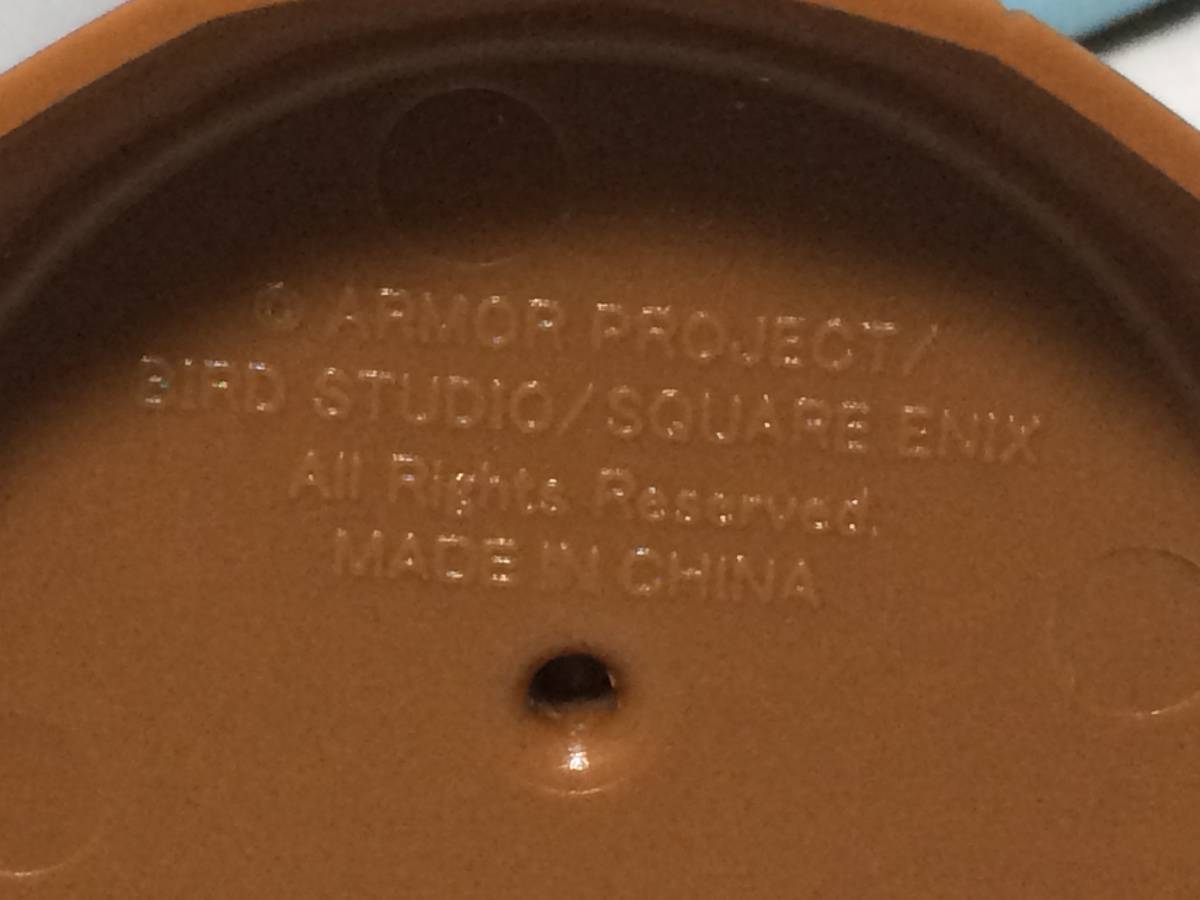 © ARMOR PROJECT/
BIRD STUDIO/SQUARE ENIX
All Rights Reserved.
MADE IN CHINA